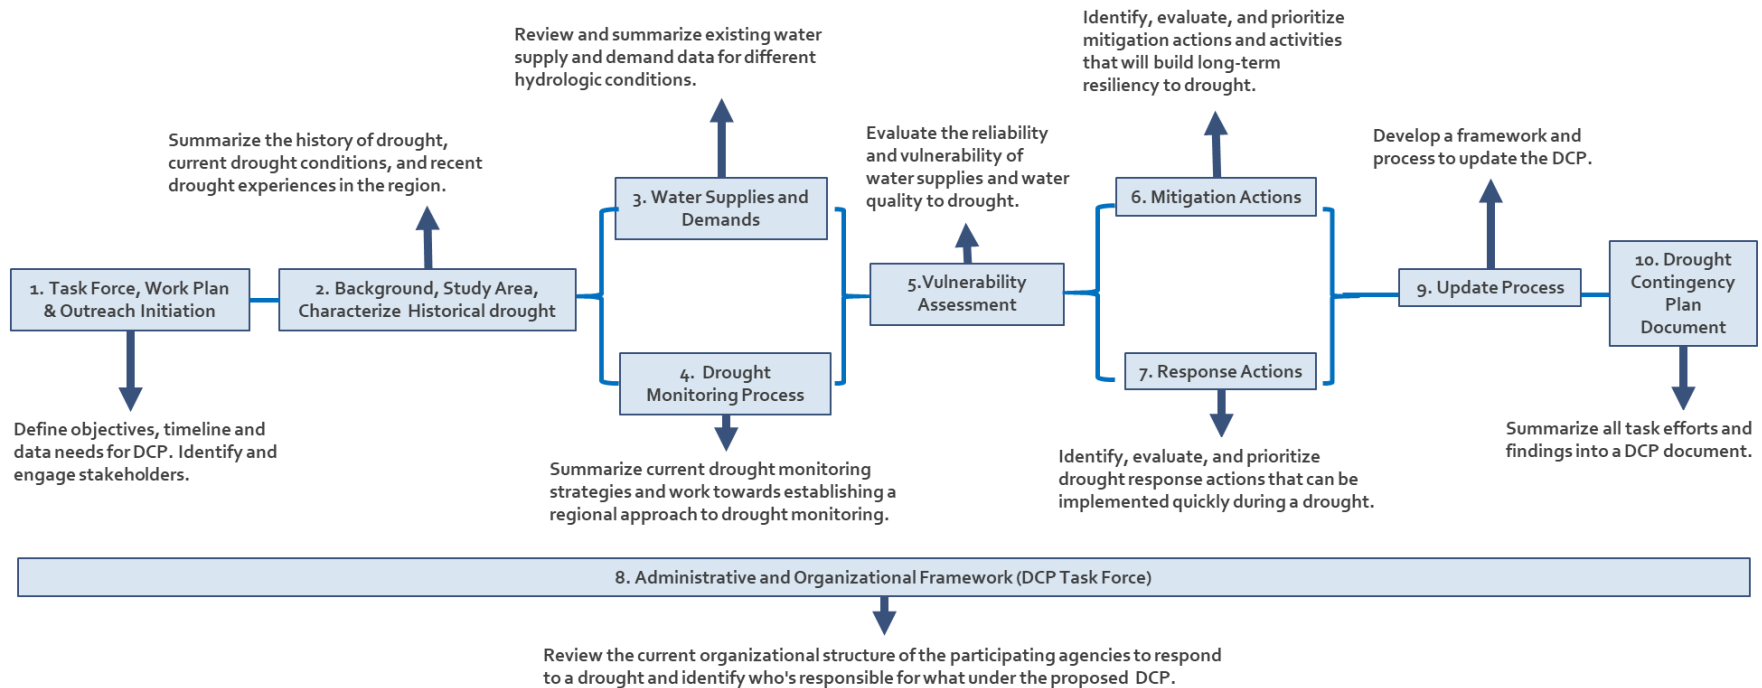 Identify, evaluate, and prioritize
mitigation actions and activities
that will build long-term
resiliency to drought.
Review and summarize existing water
supply and demand data for different
hydrologic conditions.
Summarize the history of drought,
current drought conditions, and recent
drought experiences in the region.
Evaluate the reliability
and vulnerability of
water supplies and water
quality to drought.
Develop a framework and
process to update the DCP.
3. Water Supplies and
Demands
6. Mitigation Actions
1. Task Force, Work Plan
& Outreach Initiation
2. Background, Study Area,
Characterize Historical drought
5.Vulnerability
Assessment
9. Update Process
10. Drought
Contingency
Plan
Document
4. Drought
Monitoring Process
7. Response Actions
Define objectives, timeline and
data needs for DCP. Identify and
engage stakeholders.
Summarize current drought monitoring
strategies and work towards establishing a
regional approach to drought monitoring.
Identify, evaluate, and prioritize
drought response actions that can be
implemented quickly during a drought.
Summarize all task efforts and
findings into a DCP document.
8. Administrative and Organizational Framework (DCP Task Force)
Review the current organizational structure of the participating agencies to respond
to a drought and identify who's responsible for what under the proposed DCP.